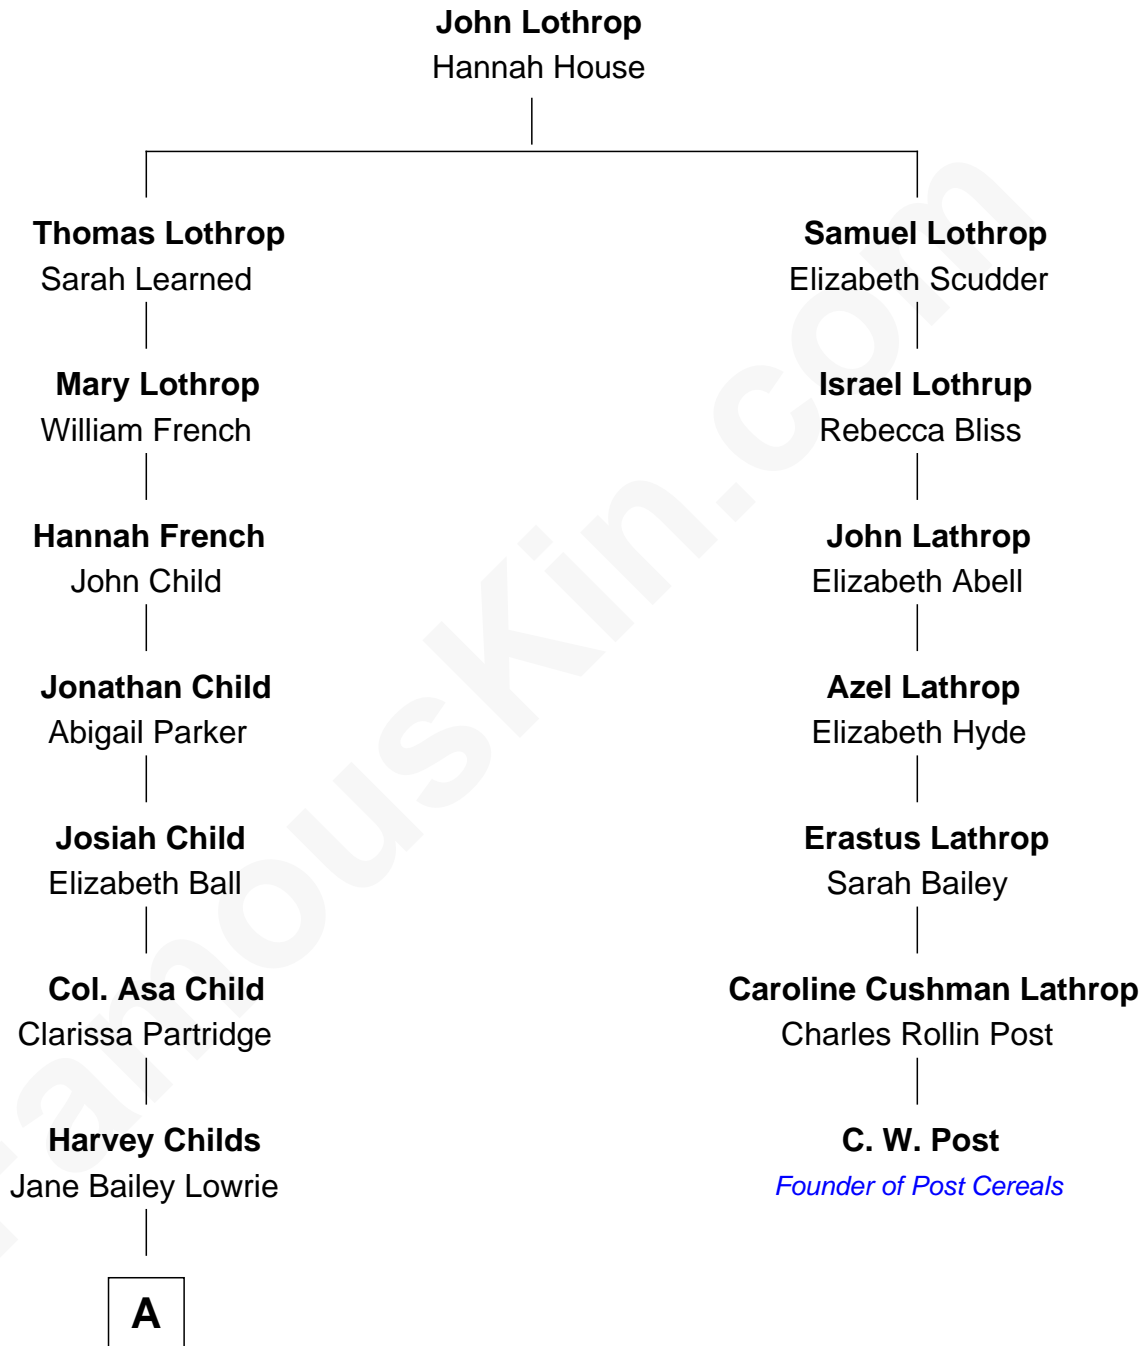 John Lothrop
Hannah House
Thomas Lothrop
Sarah Learned
Samuel Lothrop
Elizabeth Scudder
Mary Lothrop
William French
Israel Lothrup
Rebecca Bliss
Hannah French
John Child
John Lathrop
Elizabeth Abell
Jonathan Child
Abigail Parker
Azel Lathrop
Elizabeth Hyde
Josiah Child
Elizabeth Ball
Erastus Lathrop
Sarah Bailey
Col. Asa Child
Clarissa Partridge
Caroline Cushman Lathrop
Charles Rollin Post
Harvey Childs
Jane Bailey Lowrie
C. W. Post
Founder of Post Cereals
A
FamousKin.com